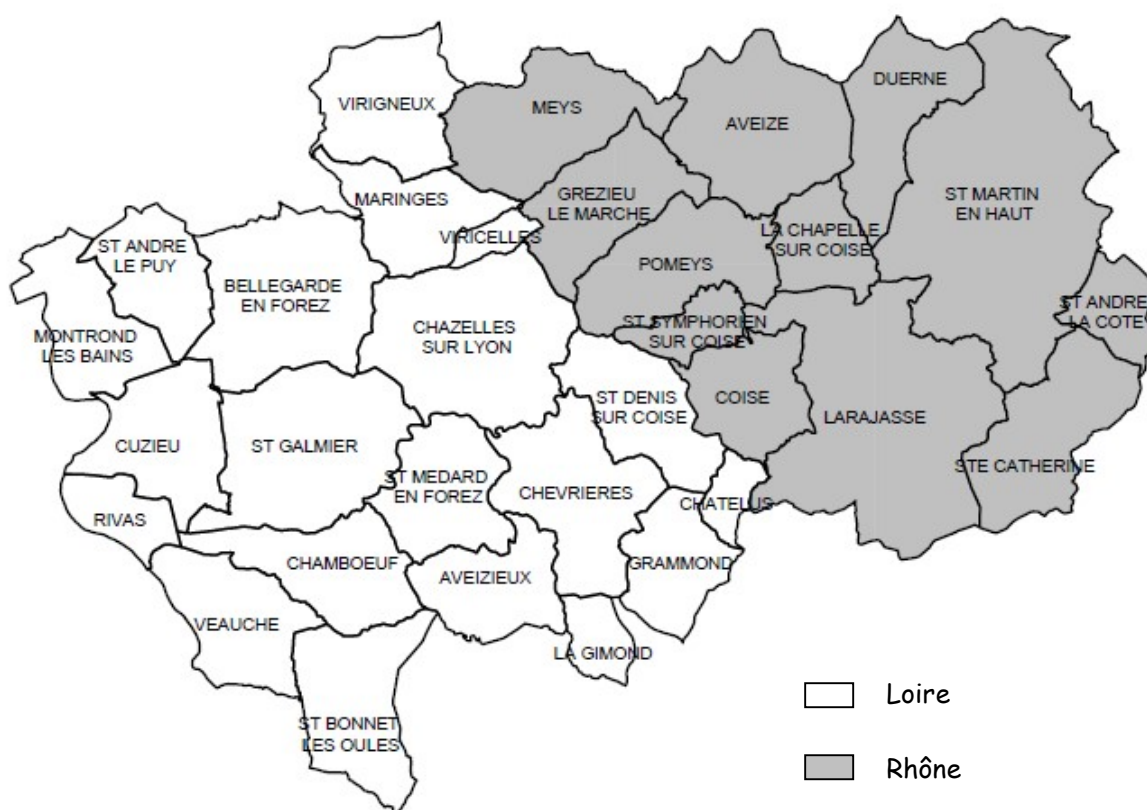 DUERNE
VIRIGNEUX
MEYS
AVEIZE
MARINGES
GREZIEU
LE MARCHE
ST MARTIN
EN HAUT
VIRICELLES
LA CHAPELLE
SUR COISE
ST ANDRE
LE PUY
POMEYS
BELLEGARDE
EN FOREZ
ST ANDRE
LA COTE
MONTROND
LES BAINS
CHAZELLES
SUR LYON
ST SYMPHORIEN
SUR COISE
ST DENIS
SUR COISE
COISE
LARAJASSE
CUZIEU
ST GALMIER
ST MEDARD
EN FOREZ
CHEVRIERES
STE CATHERINE
CHATELUS
RIVAS
CHAMBOEUF
AVEIZIEUX
GRAMMOND
VEAUCHE
LA GIMOND
ST BONNET
LES OULES
Loire
Rhône